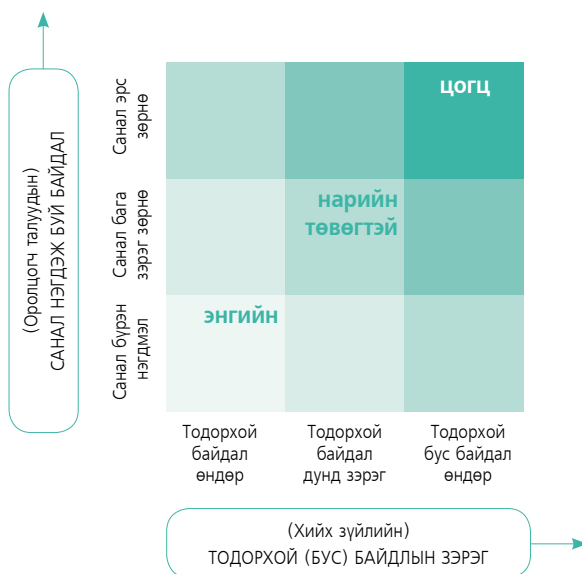 (Оролцогч талуудын)
САНАЛ НЭГДЭЖ БУЙ БАЙДАЛ
Санал эрс
зөрнө
Санал бага
зэрэг зөрнө
Санал бүрэн
нэгдмэл
цогц
нарийн
төвөгтэй
энгийн
Тодорхой
байдал
өндөр
Тодорхой
байдал
дунд зэрэг
Тодорхой
бус байдал
өндөр
(Хийх зүйлийн)
ТОДОРХОЙ (БУС) БАЙДЛЫН ЗЭРЭГ